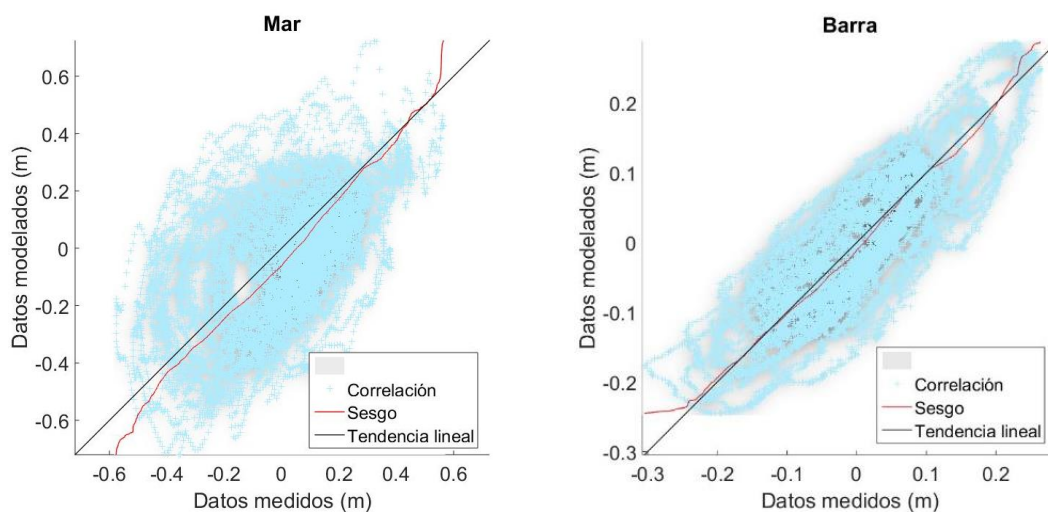 Mar
0.6
0.4
0.2
0
-0.2
-0.4
-0.6
Datos modelados (m)
-0.6 -0.4 -0.2 0 0.2 0.4 0.6
Datos medidos (m)
Correlación
Sesgo
Tendencia lineal
Barra
0.2
0.1
0
-0.1
-0.2
-0.3
Datos modelados (m)
-0.3 -0.2 -0.1 0 0.1 0.2
Datos medidos (m)
Correlación
Sesgo
Tendencia lineal